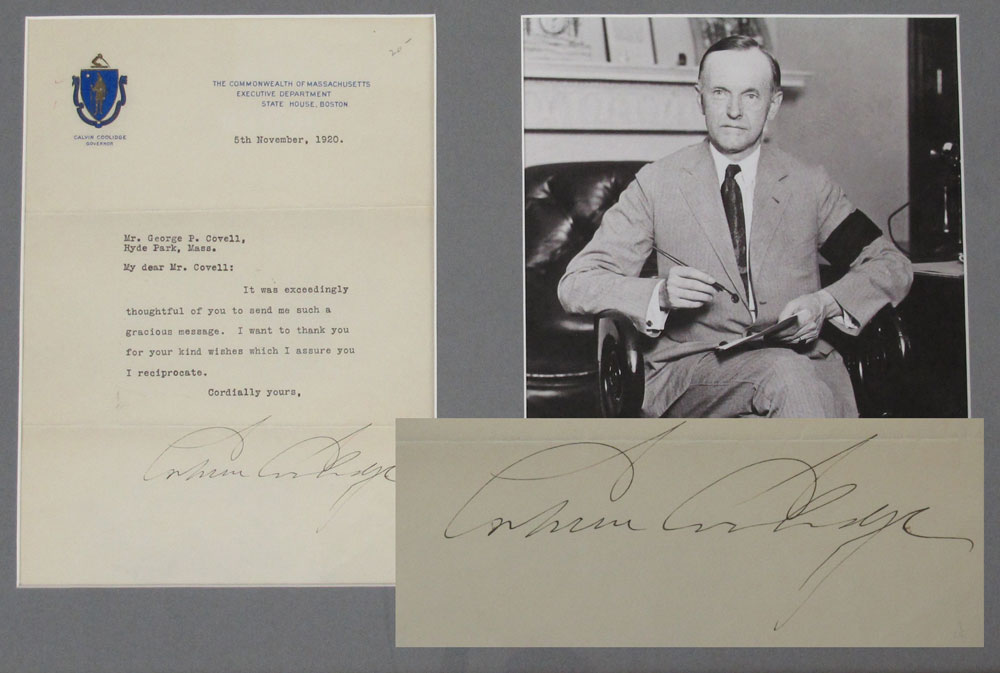 THE COMMONWEALTH OF MASSACHUSETTS
EXECUTIVE DEPARTMENT
STATE HOUSE, BOSTON
CALVIN COOLIDGE
GOVERNOR
5th November, 1920.
Mr. George P. Covell,
Hyde Park, Mass.
My dear Mr. Covell:
It was exceedingly
thoughtful of you to send me such a
gracious message. I want to thank you
for your kind wishes which I assure you
I reciprocate.
Cordially yours,
Calvin Coolidge
Calvin Coolidge